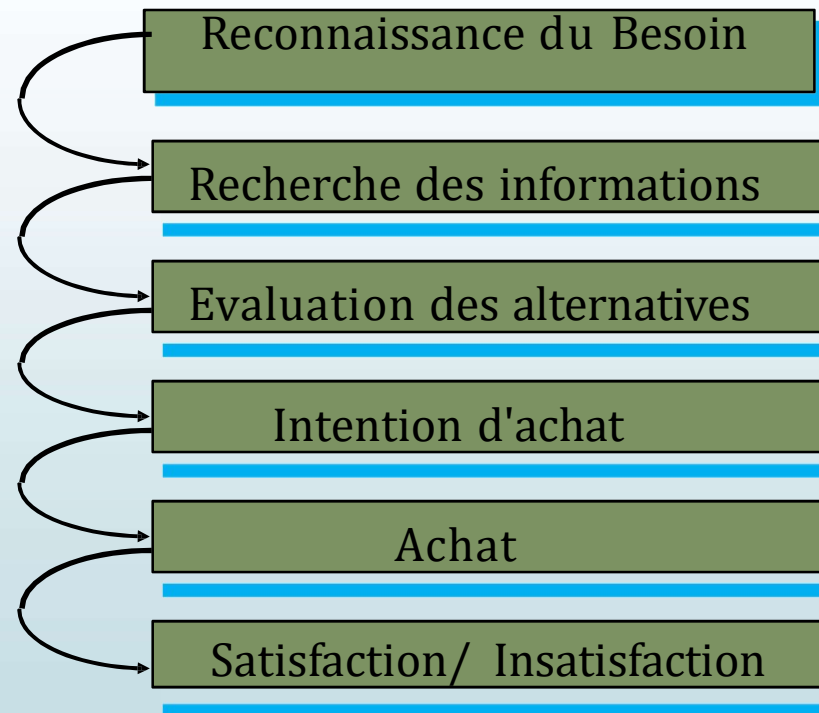 Reconnaissance du Besoin
Recherche des informations
Evaluation des alternatives
Intention d'achat
Achat
Satisfaction/ Insatisfaction